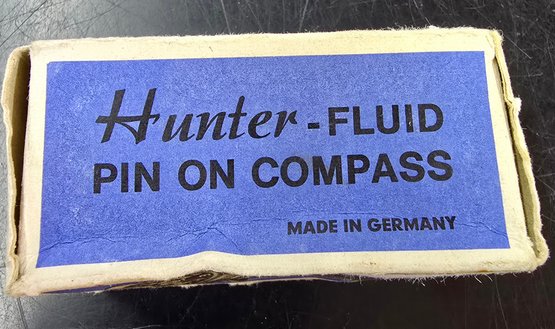 Hunter - FLUID
PIN ON COMPASS
MADE IN GERMANY